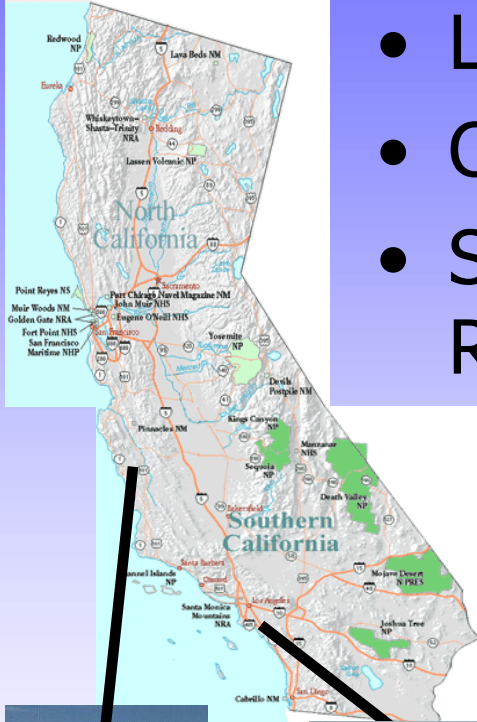 • L
Redwood
NP
Lava Beds NM
• C
Eureka
Whiskeytown–
Shasta–Trinity
NRA
Redding
Lassen Volcanic NP
• S
R
North
California
Sacramento
Point Reyes NS
Port Chicago Navel Magazine NM
John Muir NHS
Muir Woods NM
Golden Gate NRA
Eugene O'Neill NHS
Fort Point NHS
San Francisco
San Francisco
Maritime NHP
Yosemite
NP
Merced
Devils
Postpile NM
Kings Canyon
NP
Pinnacles NM
Manzanar
NHS
Sequoia
NP
Death Valley
NP
Bakersfield
Southern
California
Santa Barbara
annel Islands
NP
Oxnard
Mojave Desert
N PRES
Santa Monica
Mountains
NRA
Los Angeles
Joshua Tree
NP
Cabrillo NM
San Diego